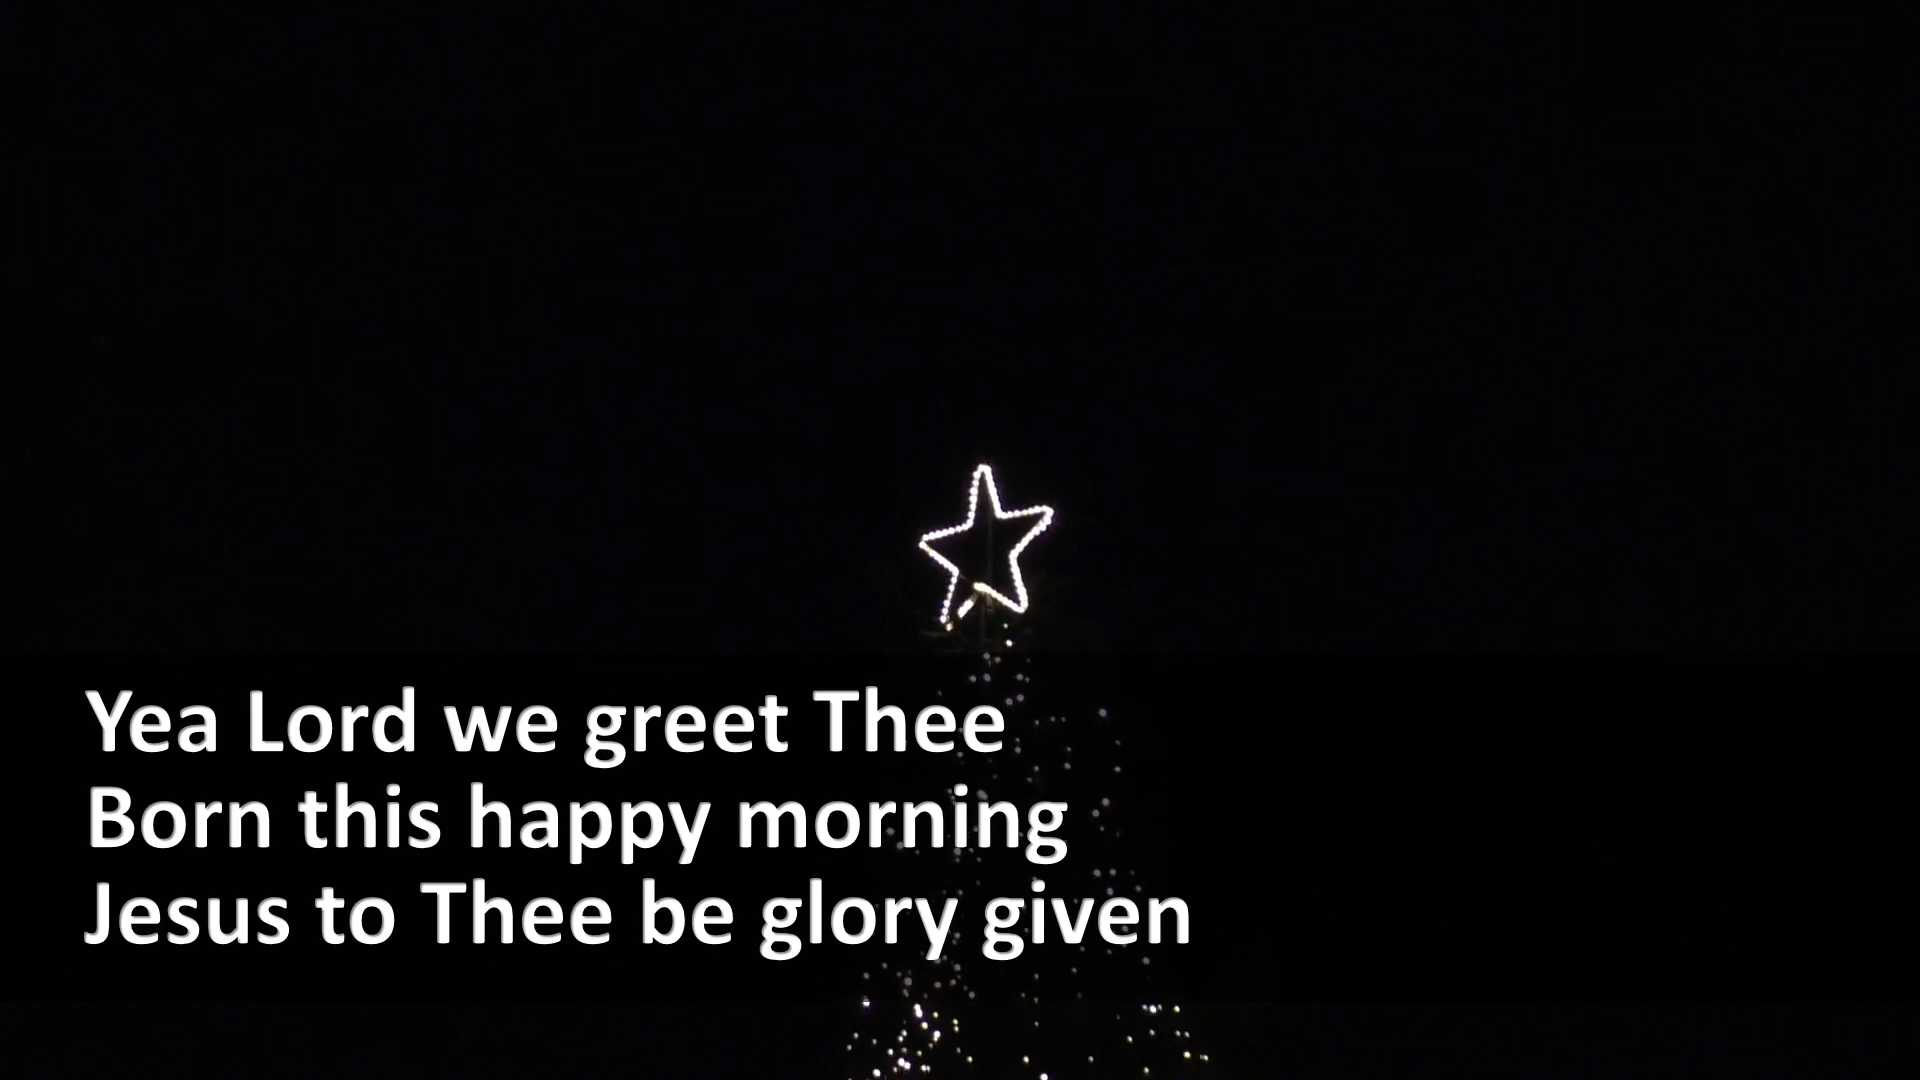 Yea Lord we greet Thee
Born this happy morning
Jesus to Thee be glory given